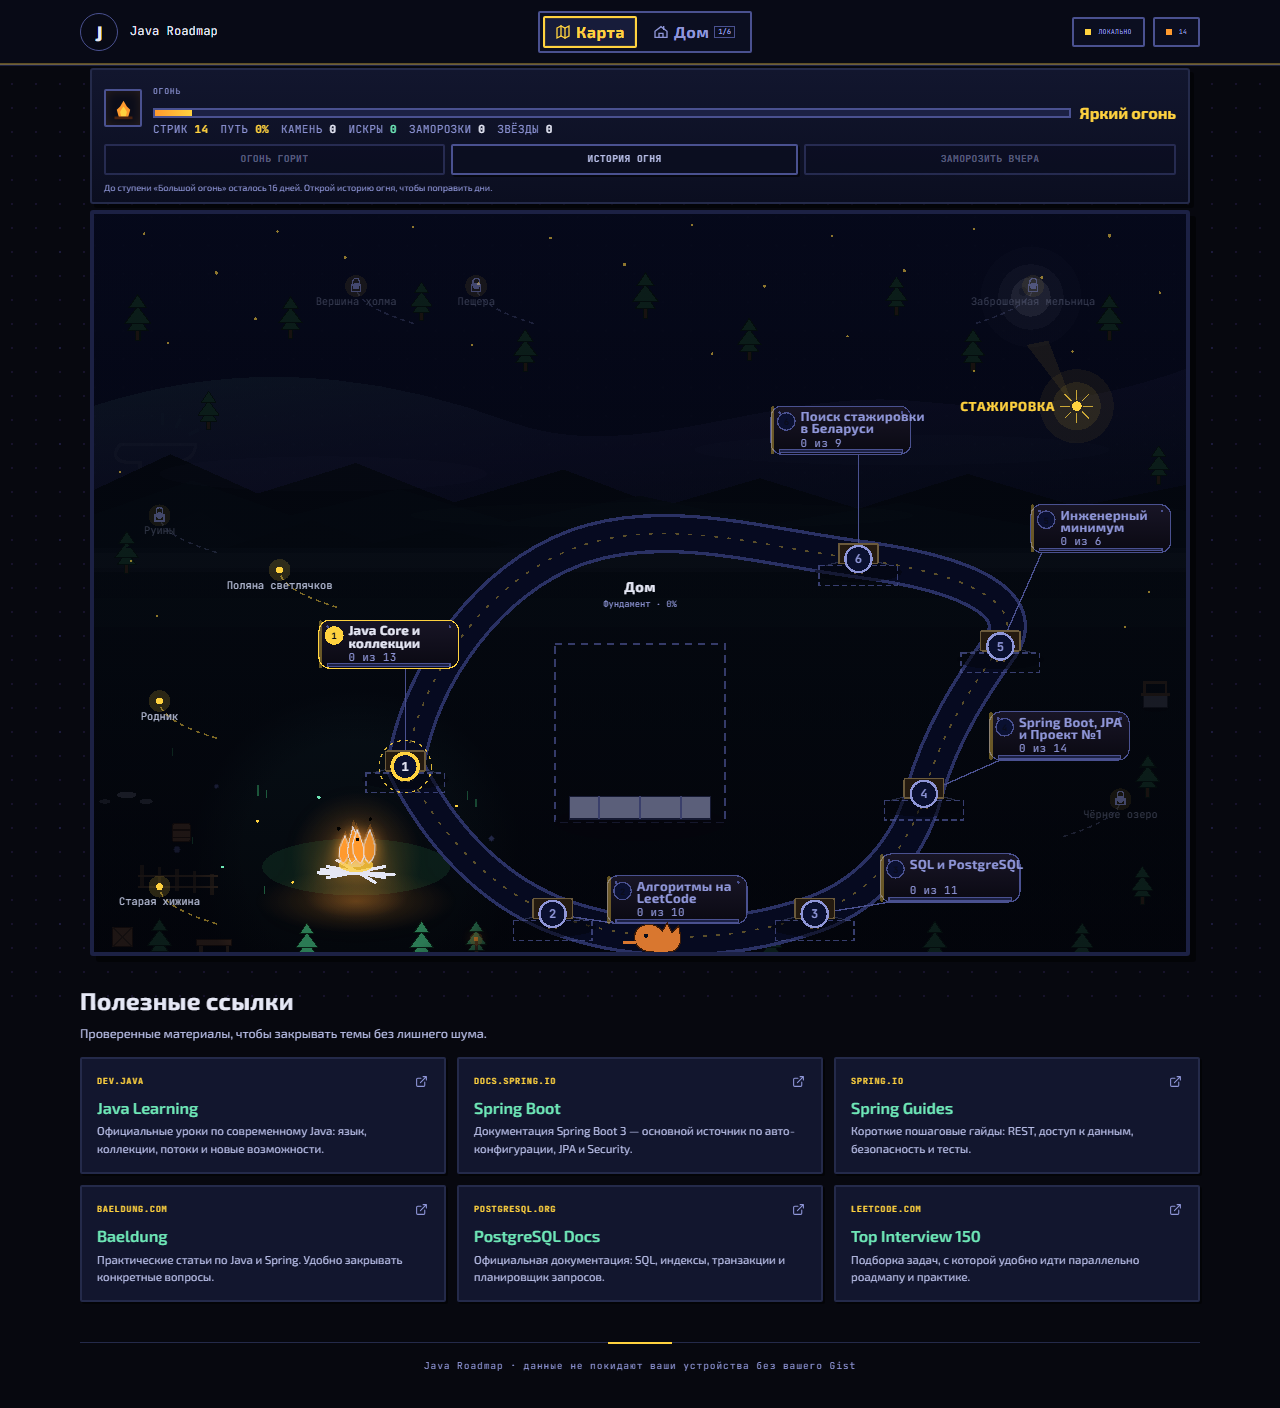 J
Java Roadmap
Карта
Дом 1/6
ЛОКАЛЬНО
14
ОГОНЬ
Яркий огонь
СТРИК 14 ПУТЬ 0% КАМЕНЬ 0 ИСКРЫ 0 ЗАМОРОЗКИ 0 ЗВЁЗДЫ 0
ОГОНЬ ГОРИТ
ИСТОРИЯ ОГНЯ
ЗАМОРОЗИТЬ ВЧЕРА
До ступени «Большой огонь» осталось 16 дней. Открой историю огня, чтобы поправить дни.
Вершина холма
Пещера
Заброшенная мельница
СТАЖИРОВКА
Поиск стажировки
в Беларуси
0 из 9
Руины
Инженерный
минимум
0 из 6
6
Поляна светлячков
Дом
Фундамент · 0%
1
Java Core и
коллекции
0 из 13
5
Родник
Spring Boot, JPA
и Проект №1
0 из 14
1
4
Чёрное озеро
SQL и PostgreSQL
0 из 11
Старая хижина
Алгоритмы на
LeetCode
0 из 10
2
3
Полезные ссылки
Проверенные материалы, чтобы закрывать темы без лишнего шума.
DEV.JAVA
Java Learning
Официальные уроки по современному Java: язык,
коллекции, потоки и новые возможности.
DOCS.SPRING.IO
Spring Boot
Документация Spring Boot 3 — основной источник по авто-
конфигурации, JPA и Security.
SPRING.IO
Spring Guides
Короткие пошаговые гайды: REST, доступ к данным,
безопасность и тесты.
BAELDUNG.COM
Baeldung
Практические статьи по Java и Spring. Удобно закрывать
конкретные вопросы.
POSTGRESQL.ORG
PostgreSQL Docs
Официальная документация: SQL, индексы, транзакции и
планировщик запросов.
LEETCODE.COM
Top Interview 150
Подборка задач, с которой удобно идти параллельно
роадмапу и практике.
Java Roadmap · данные не покидают ваши устройства без вашего Gist